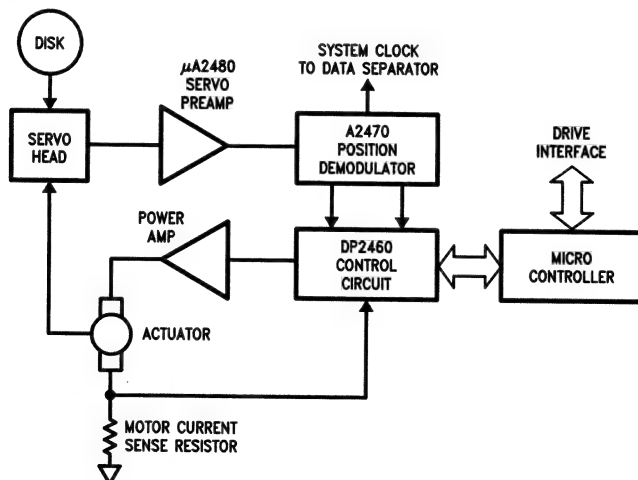 DISK
SYSTEM CLOCK
TO DATA SEPARATOR
μA2480
SERVO
PREAMP
SERVO
HEAD
A2470
POSITION
DEMODULATOR
DRIVE
INTERFACE
POWER
AMP
DP2460
CONTROL
CIRCUIT
MICRO
CONTROLLER
ACTUATOR
MOTOR CURRENT
SENSE RESISTOR